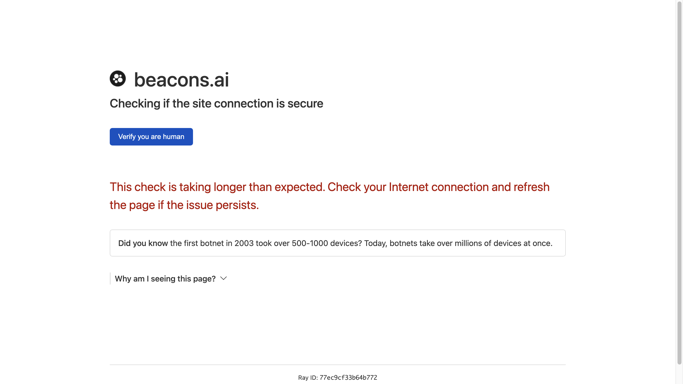 beacons.ai
Checking if the site connection is secure
Verify you are human
This check is taking longer than expected. Check your Internet connection and refresh
the page if the issue persists.
Did you know the first botnet in 2003 took over 500-1000 devices? Today, botnets take over millions of devices at once.
Why am I seeing this page?
Ray ID: 77ec9cf33b64b772